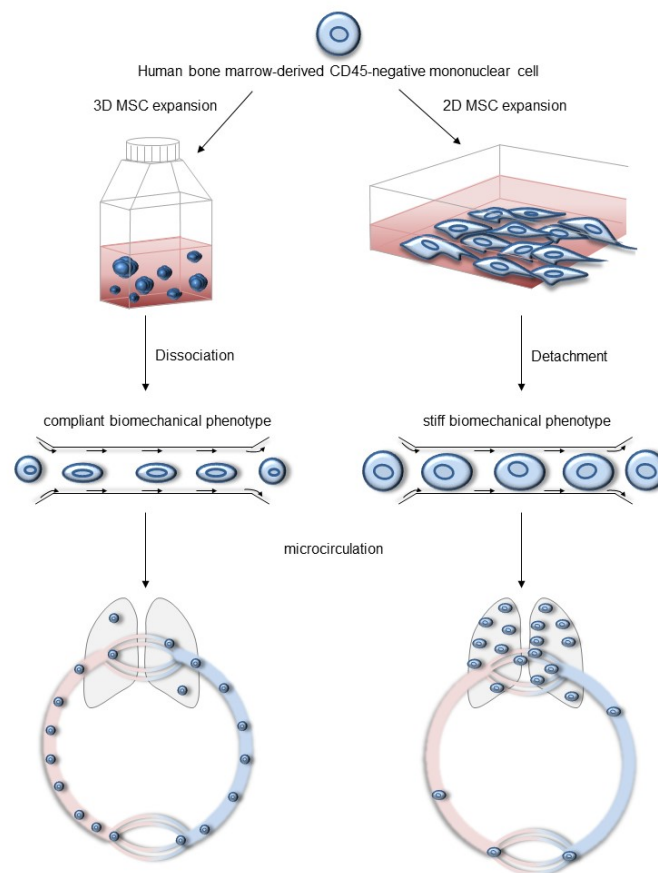 Human bone marrow-derived CD45-negative mononuclear cell
3D MSC expansion
2D MSC expansion
Dissociation
Detachment
compliant biomechanical phenotype
stiff biomechanical phenotype
microcirculation